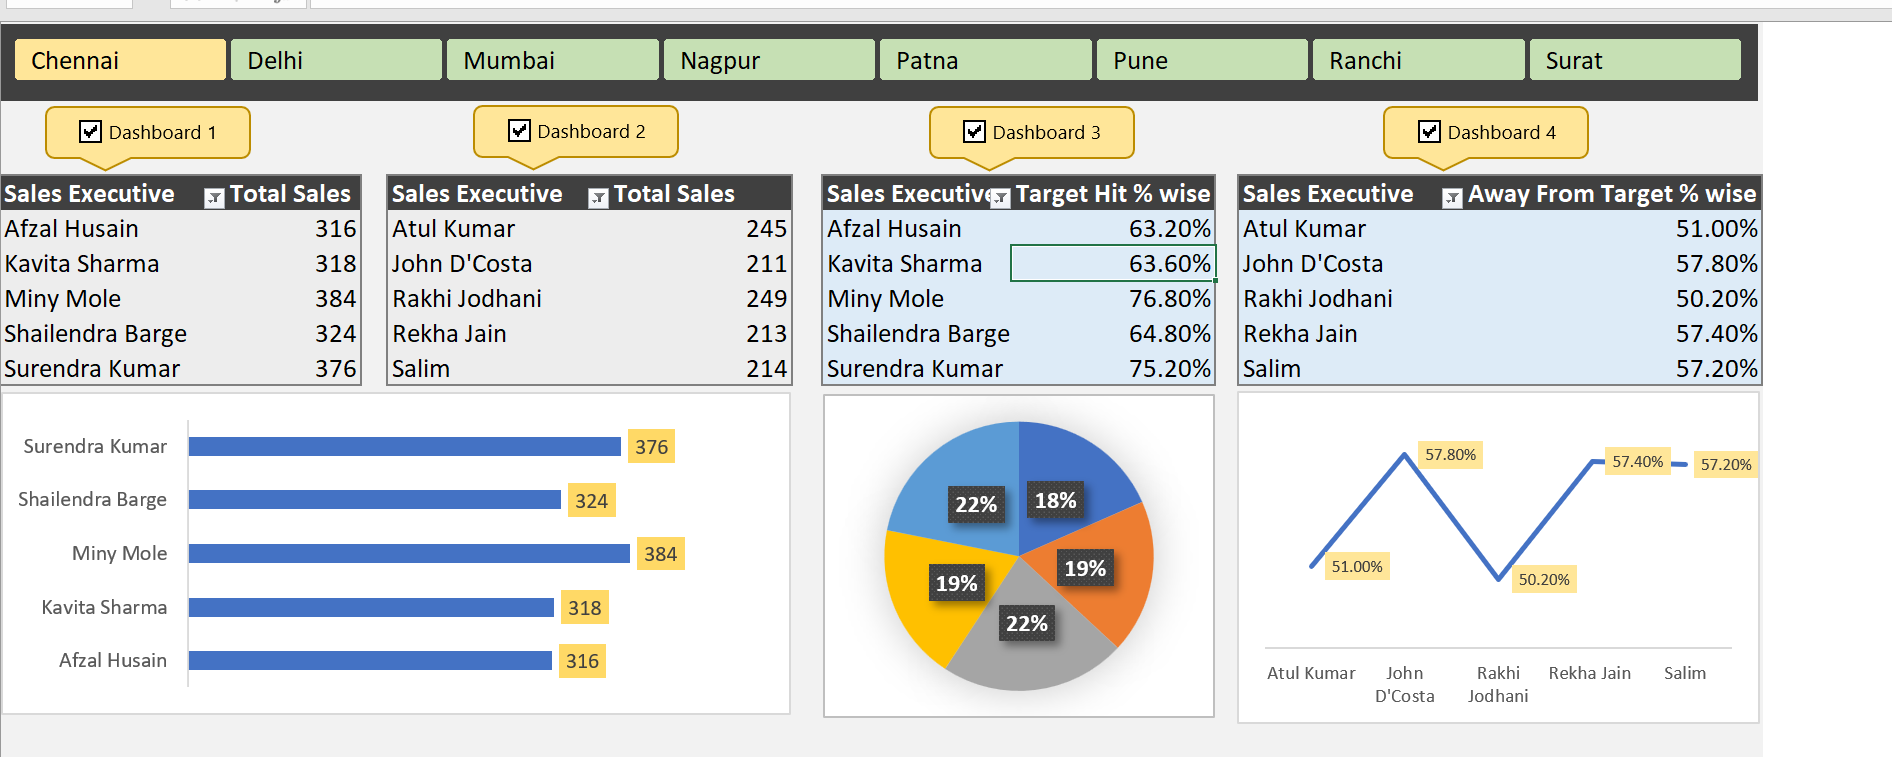 Chennai Delhi Mumbai Nagpur Patna Pune Ranchi Surat
Dashboard 1 Dashboard 2 Dashboard 3 Dashboard 4
Sales Executive Total Sales
Afzal Husain 316
Kavita Sharma 318
Miny Mole 384
Shailendra Barge 324
Surendra Kumar 376
Sales Executive Total Sales
Atul Kumar 245
John D'Costa 211
Rakhi Jodhani 249
Rekha Jain 213
Salim 214
Sales Executive Target Hit % wise
Afzal Husain 63.20%
Kavita Sharma 63.60%
Miny Mole 76.80%
Shailendra Barge 64.80%
Surendra Kumar 75.20%
Sales Executive Away From Target % wise
Atul Kumar 51.00%
John D'Costa 57.80%
Rakhi Jodhani 50.20%
Rekha Jain 57.40%
Salim 57.20%
Surendra Kumar 376
Shailendra Barge 324
Miny Mole 384
Kavita Sharma 318
Afzal Husain 316
22% 18%
19% 19%
22%
57.80%
57.40% 57.20%
51.00%
50.20%
Atul Kumar John Rakhi Rekha Jain Salim
D'Costa Jodhani